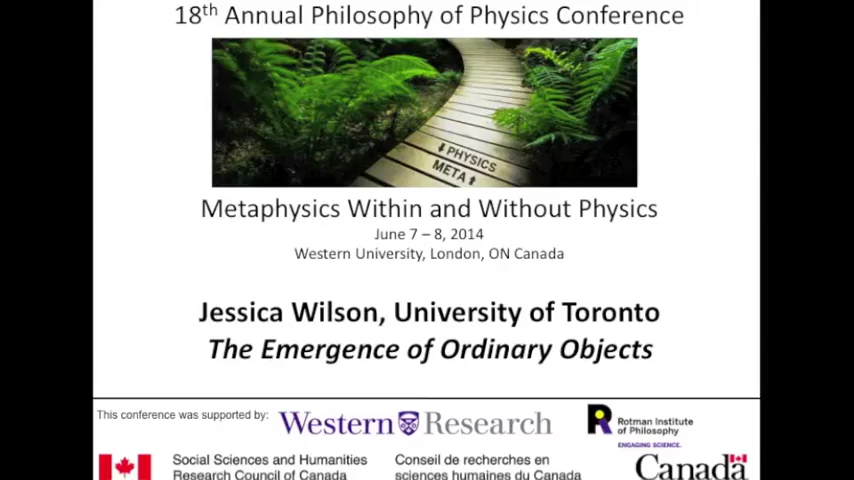 18th Annual Philosophy of Physics Conference
PHYSICS
META
Metaphysics Within and Without Physics
June 7 – 8, 2014
Western University, London, ON Canada
Jessica Wilson, University of Toronto
The Emergence of Ordinary Objects
This conference was supported by:
Western Research
Rotman Institute
of Philosophy
ENGAGING SCIENCE.
Social Sciences and Humanities
Research Council of Canada
Conseil de recherches en
sciences humaines du Canada
Canada